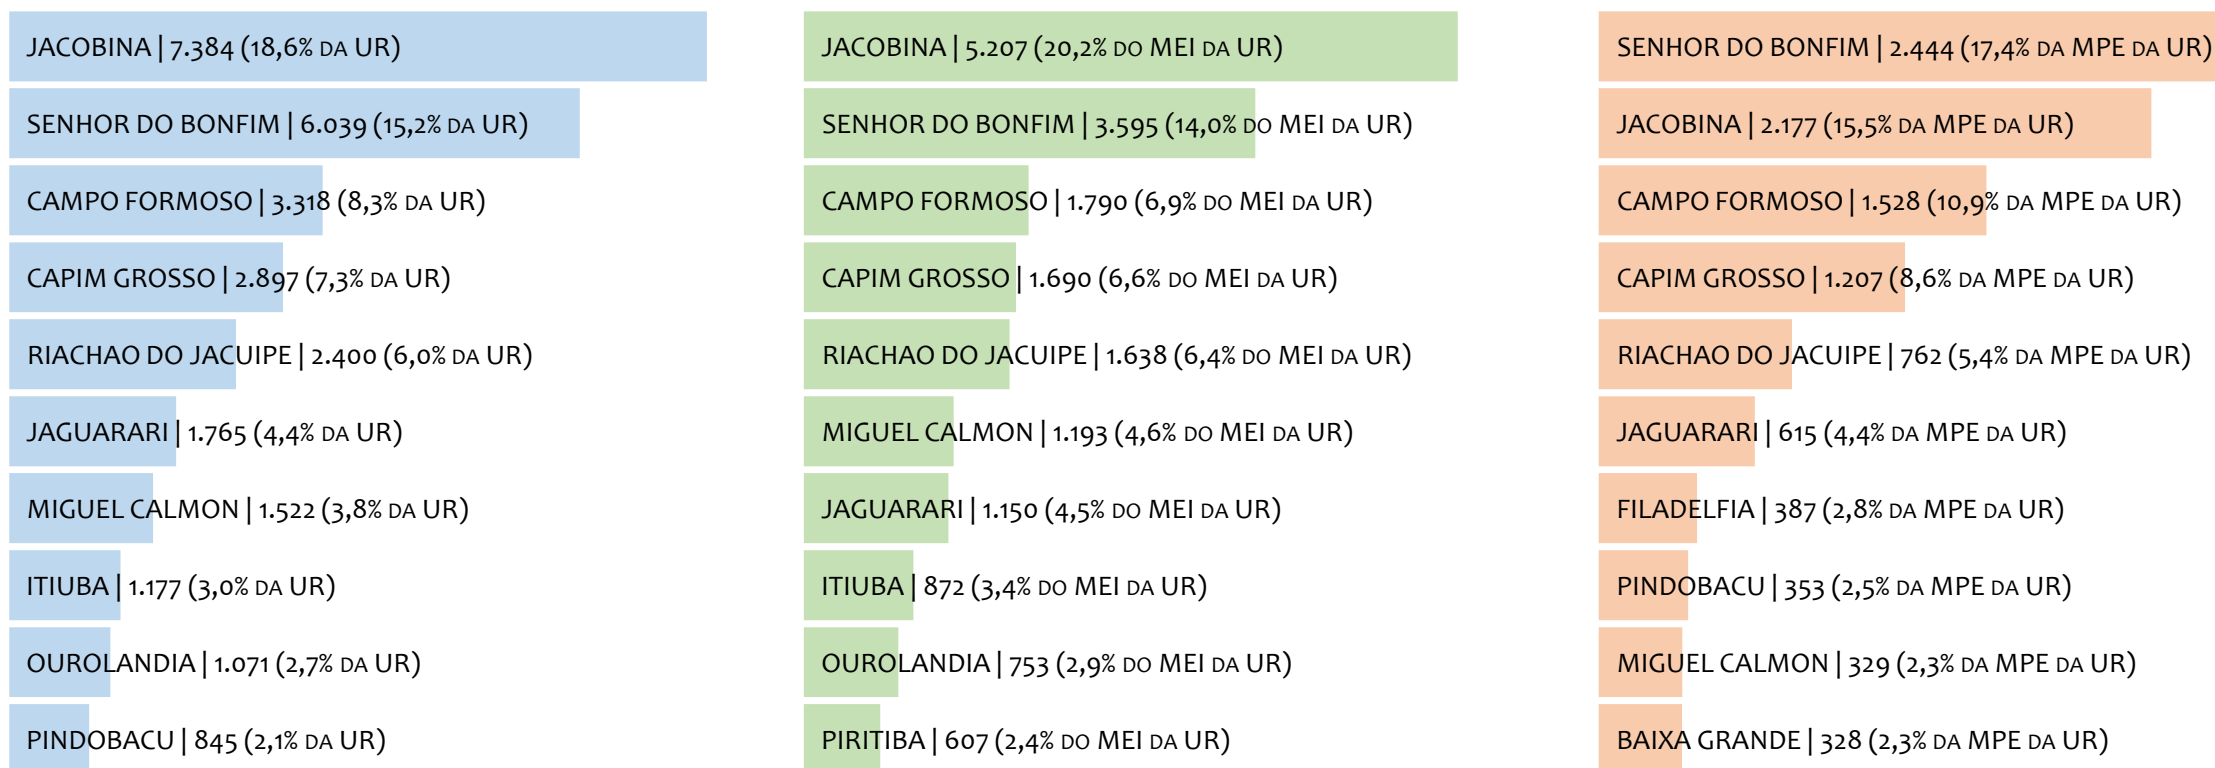 JACOBINA | 7.384 (18,6% DA UR)
SENHOR DO BONFIM | 6.039 (15,2% DA UR)
CAMPO FORMOSO | 3.318 (8,3% DA UR)
CAPIM GROSSO | 2.897 (7,3% DA UR)
RIACHAO DO JACUIPE | 2.400 (6,0% DA UR)
JAGUARARI | 1.765 (4,4% DA UR)
MIGUEL CALMON | 1.522 (3,8% DA UR)
ITIUBA | 1.177 (3,0% DA UR)
OUROLANDIA | 1.071 (2,7% DA UR)
PINDOBACU | 845 (2,1% DA UR)
JACOBINA | 5.207 (20,2% DO MEI DA UR)
SENHOR DO BONFIM | 3.595 (14,0% DO MEI DA UR)
CAMPO FORMOSO | 1.790 (6,9% DO MEI DA UR)
CAPIM GROSSO | 1.690 (6,6% DO MEI DA UR)
RIACHAO DO JACUIPE | 1.638 (6,4% DO MEI DA UR)
MIGUEL CALMON | 1.193 (4,6% DO MEI DA UR)
JAGUARARI | 1.150 (4,5% DO MEI DA UR)
ITIUBA | 872 (3,4% DO MEI DA UR)
OUROLANDIA | 753 (2,9% DO MEI DA UR)
PIRITIBA | 607 (2,4% DO MEI DA UR)
SENHOR DO BONFIM | 2.444 (17,4% DA MPE DA UR)
JACOBINA | 2.177 (15,5% DA MPE DA UR)
CAMPO FORMOSO | 1.528 (10,9% DA MPE DA UR)
CAPIM GROSSO | 1.207 (8,6% DA MPE DA UR)
RIACHAO DO JACUIPE | 762 (5,4% DA MPE DA UR)
JAGUARARI | 615 (4,4% DA MPE DA UR)
FILADELFIA | 387 (2,8% DA MPE DA UR)
PINDOBACU | 353 (2,5% DA MPE DA UR)
MIGUEL CALMON | 329 (2,3% DA MPE DA UR)
BAIXA GRANDE | 328 (2,3% DA MPE DA UR)